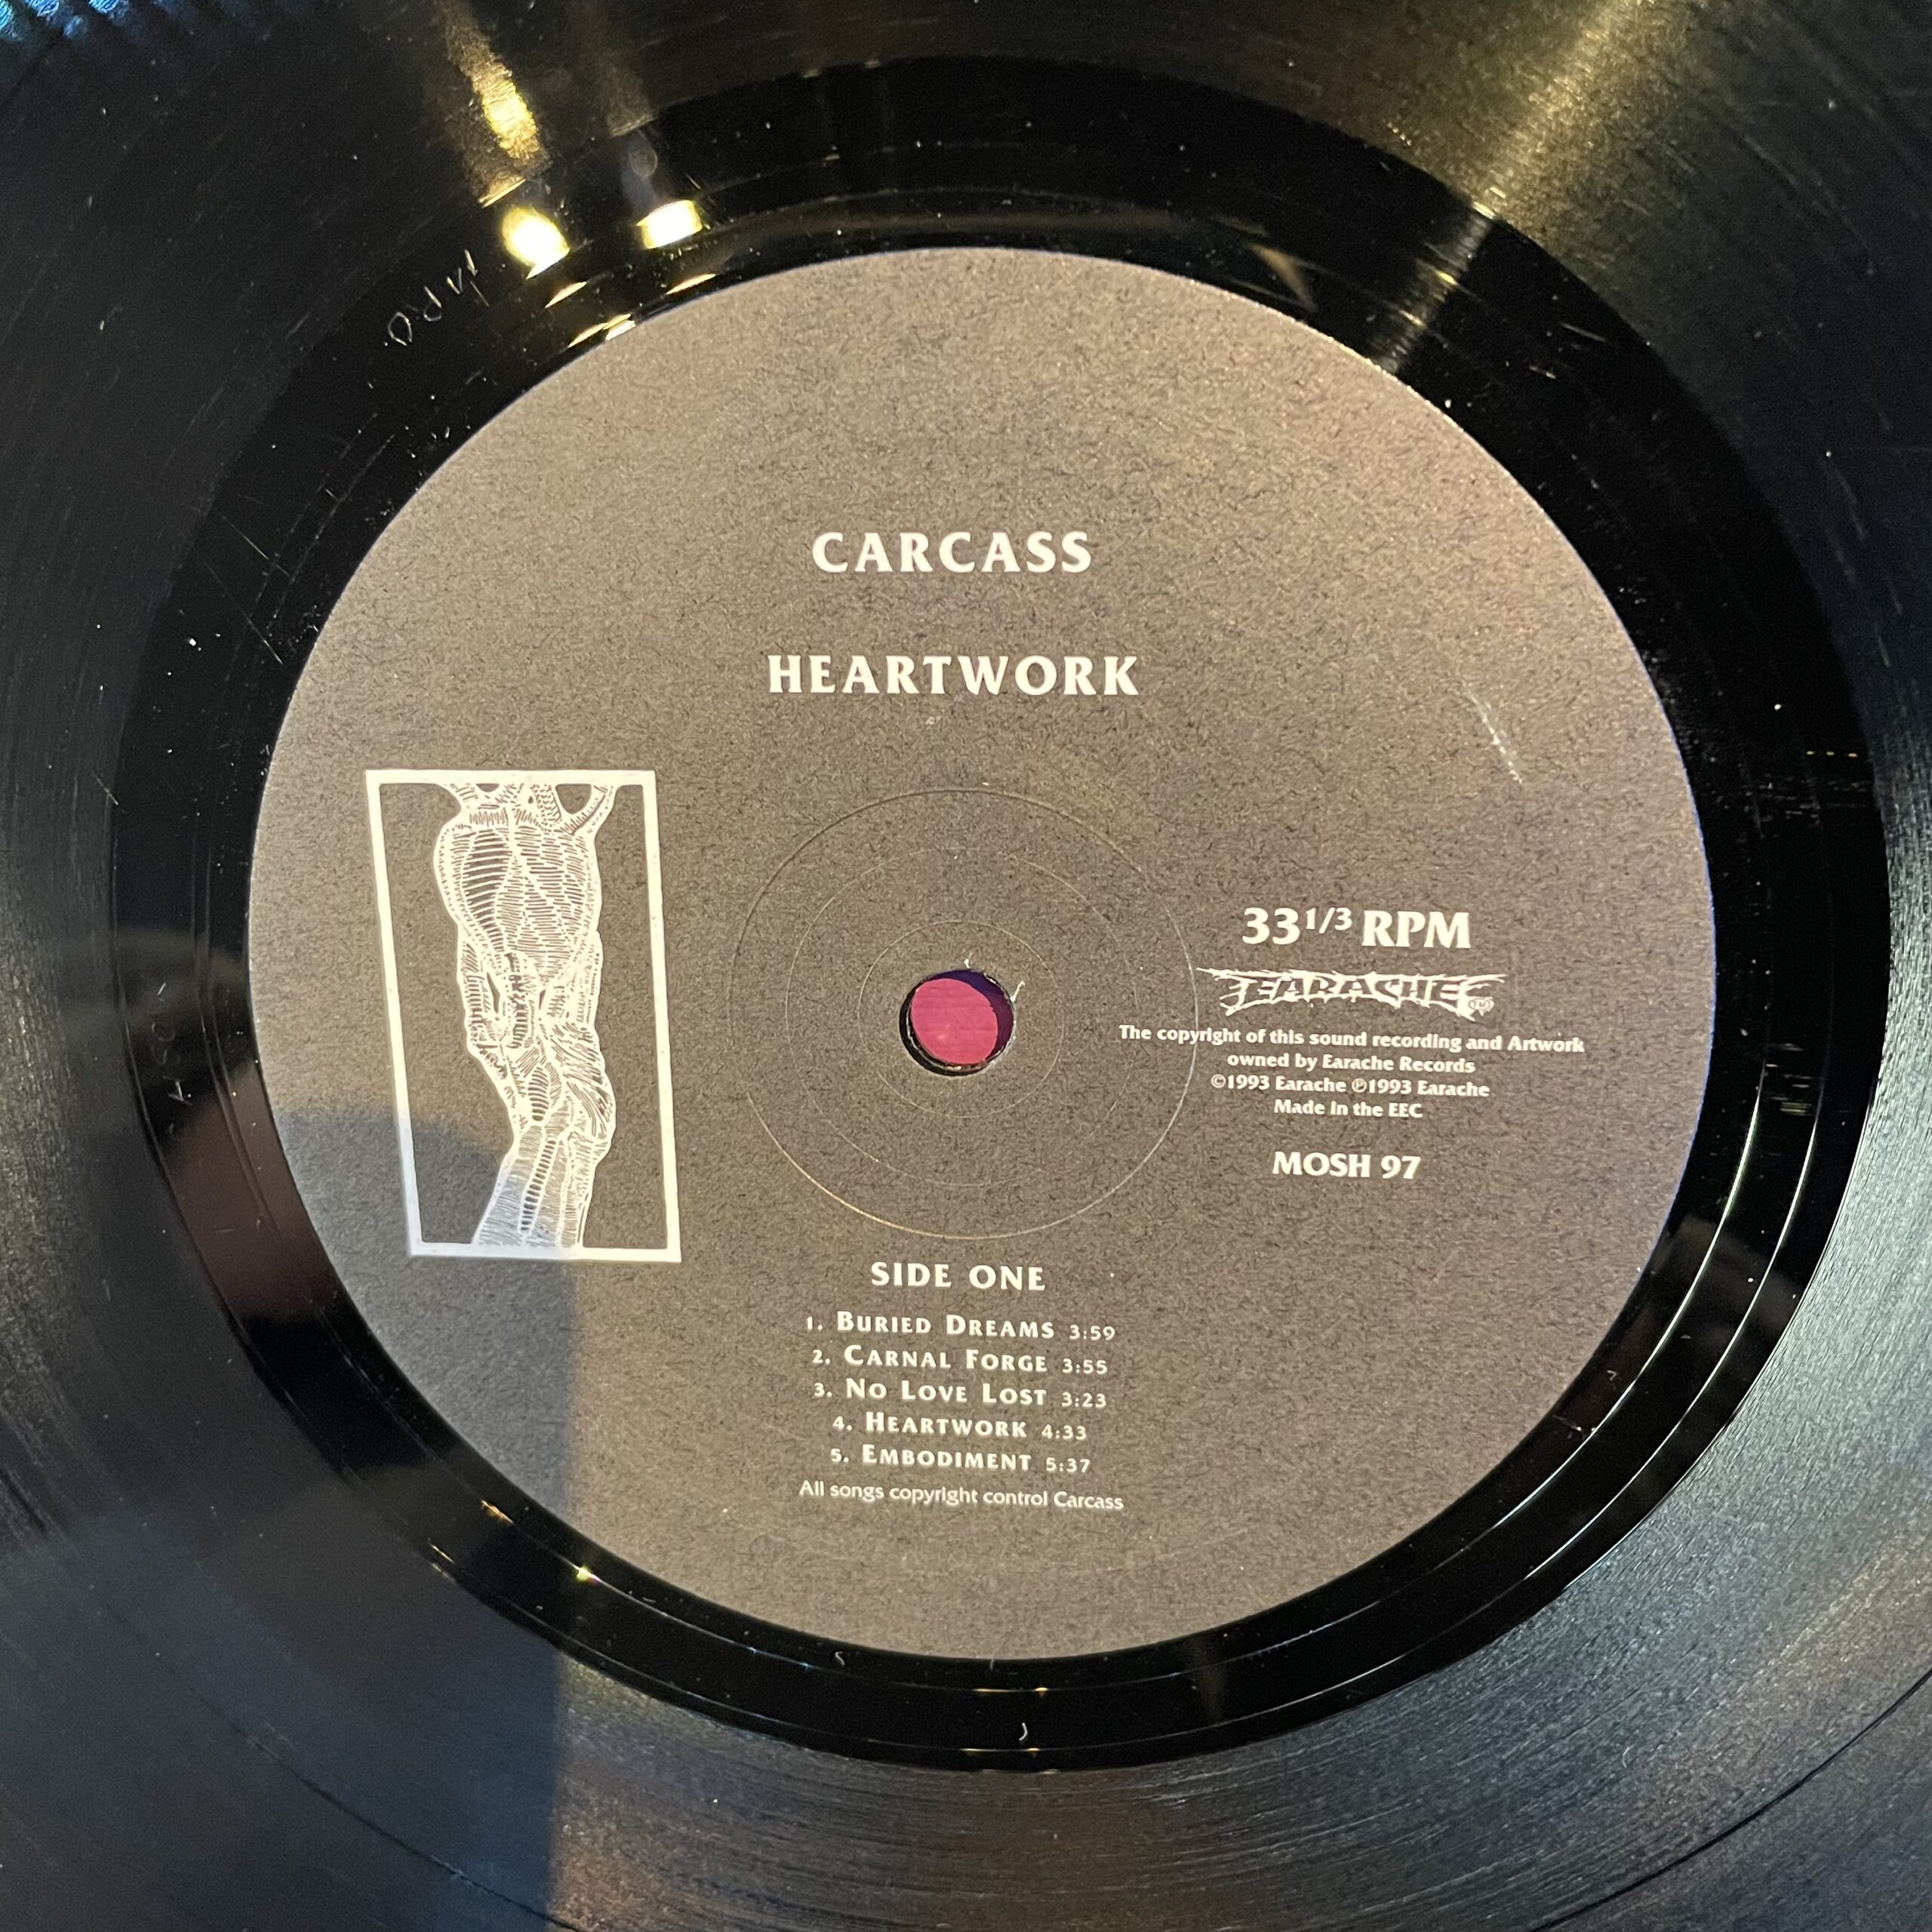 CARCASS
HEARTWORK
33 1/3 RPM
EARACHE TM
The copyright of this sound recording and Artwork
owned by Earache Records
©1993 Earache ℗1993 Earache
Made in the EEC
MOSH 97
SIDE ONE
1. BURIED DREAMS 3:59
2. CARNAL FORGE 3:55
3. NO LOVE LOST 3:23
4. HEARTWORK 4:33
5. EMBODIMENT 5:37
All songs copyright control Carcass